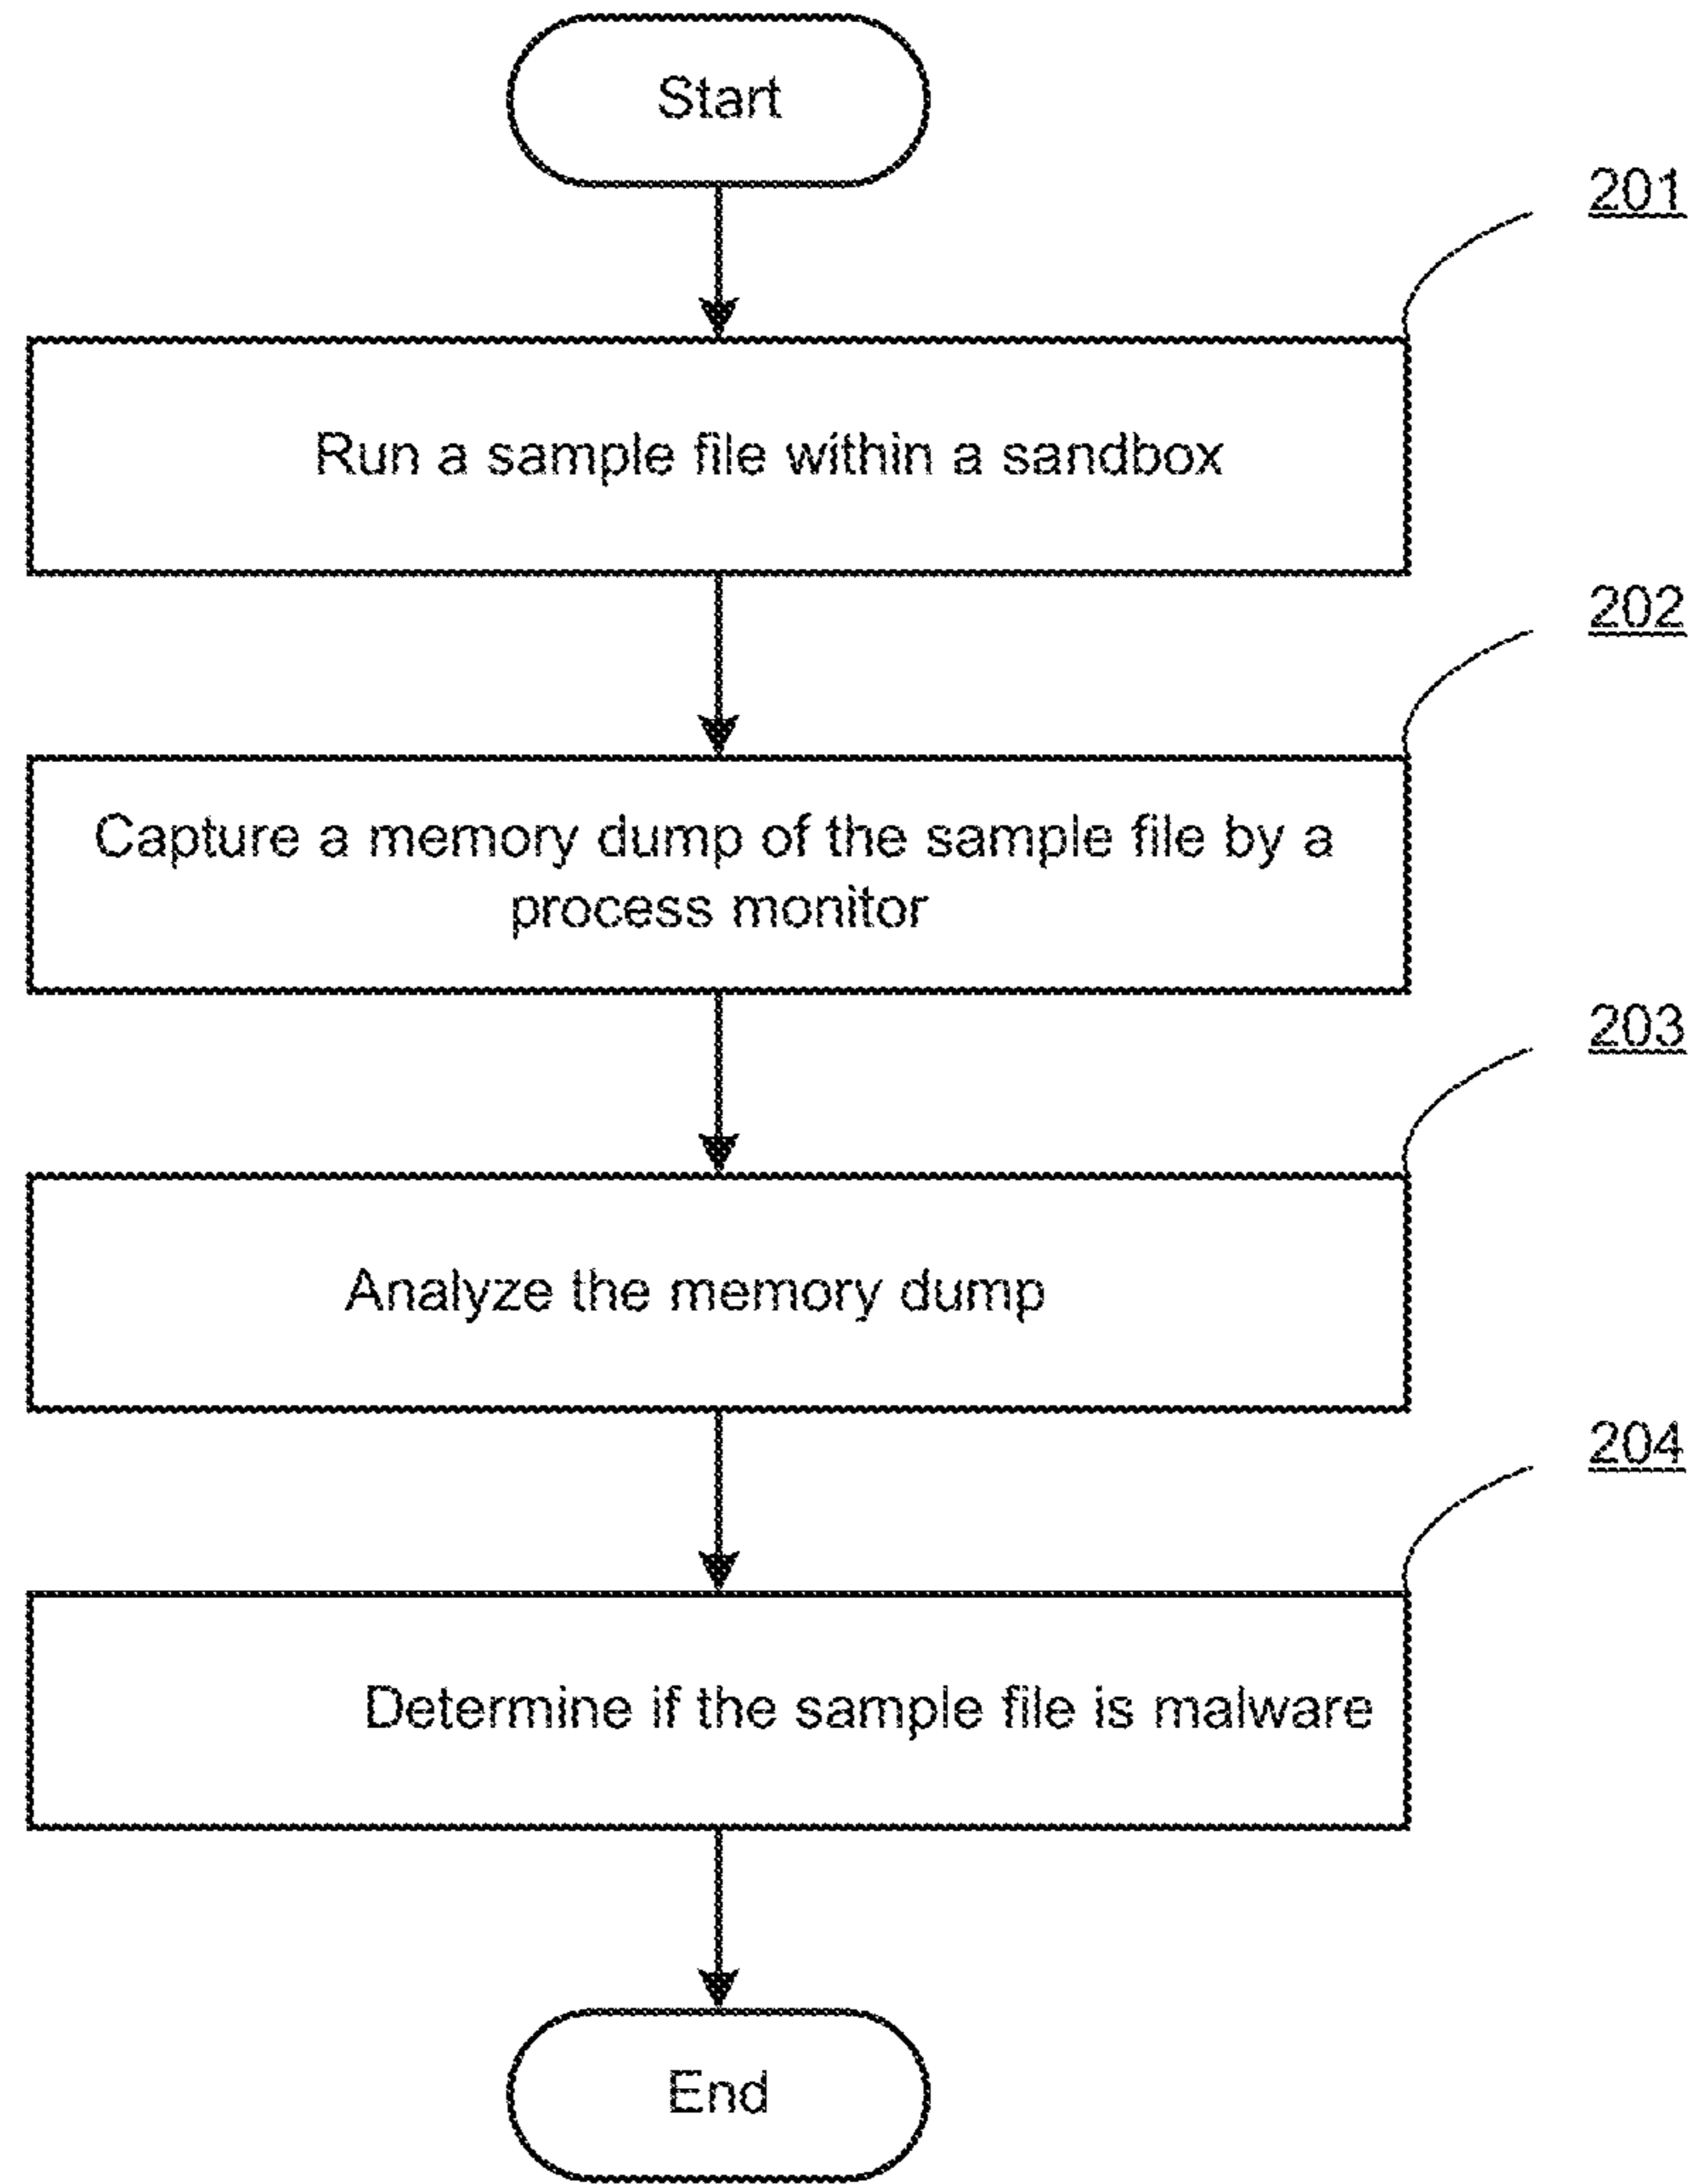 Start
201
Run a sample file within a sandbox
202
Capture a memory dump of the sample file by a
process monitor
203
Analyze the memory dump
204
Determine if the sample file is malware
End